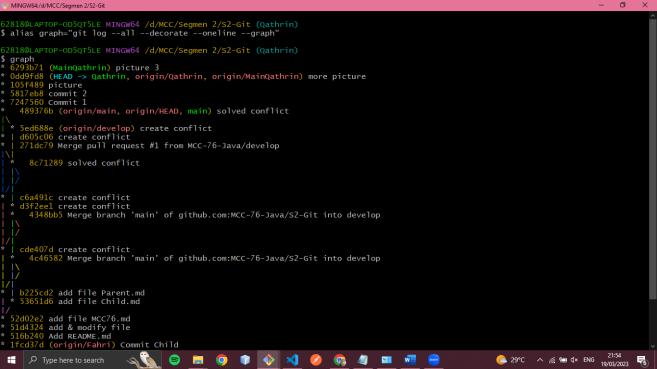 MINGW64:/d/MCC/Segmen 2/S2-Git
62818@LAPTOP-OD5QT5LE MINGW64 /d/MCC/Segmen 2/S2-Git (Qathrin)
$ alias graph="git log --all --decorate --oneline --graph"
62818@LAPTOP-OD5QT5LE MINGW64 /d/MCC/Segmen 2/S2-Git (Qathrin)
$ graph
* 6293b71 (MainQathrin) picture 3
* 0dd9fd8 (HEAD -> Qathrin, origin/Qathrin, origin/MainQathrin) more picture
* 105f489 picture
* 5817eb8 commit 2
* 7247560 Commit 1
* 489376b (origin/main, origin/HEAD, main) solved conflict
|\
| * 5ed688e (origin/develop) create conflict
* | d605c06 create conflict
* | 271dc79 Merge pull request #1 from MCC-76-Java/develop
|\|
| * 8c71289 solved conflict
| |\
| |/
|/|
* | c6a491c create conflict
* | d3f2ee1 create conflict
| * 4348bb5 Merge branch 'main' of github.com:MCC-76-Java/S2-Git into develop
| |\
| |/
|/|
* | cde407d create conflict
| * 4c46582 Merge branch 'main' of github.com:MCC-76-Java/S2-Git into develop
| |\
| |/
|/|
* | b225cd2 add file Parent.md
| * 53651d6 add file Child.md
|/
* 52d02e2 add file MCC76.md
* 51d4324 add & modify file
* 516b240 Add README.md
* 1fcd37d (origin/Fahri) Commit Child
Type here to search
29°C
ENG
21:54
19/03/2023